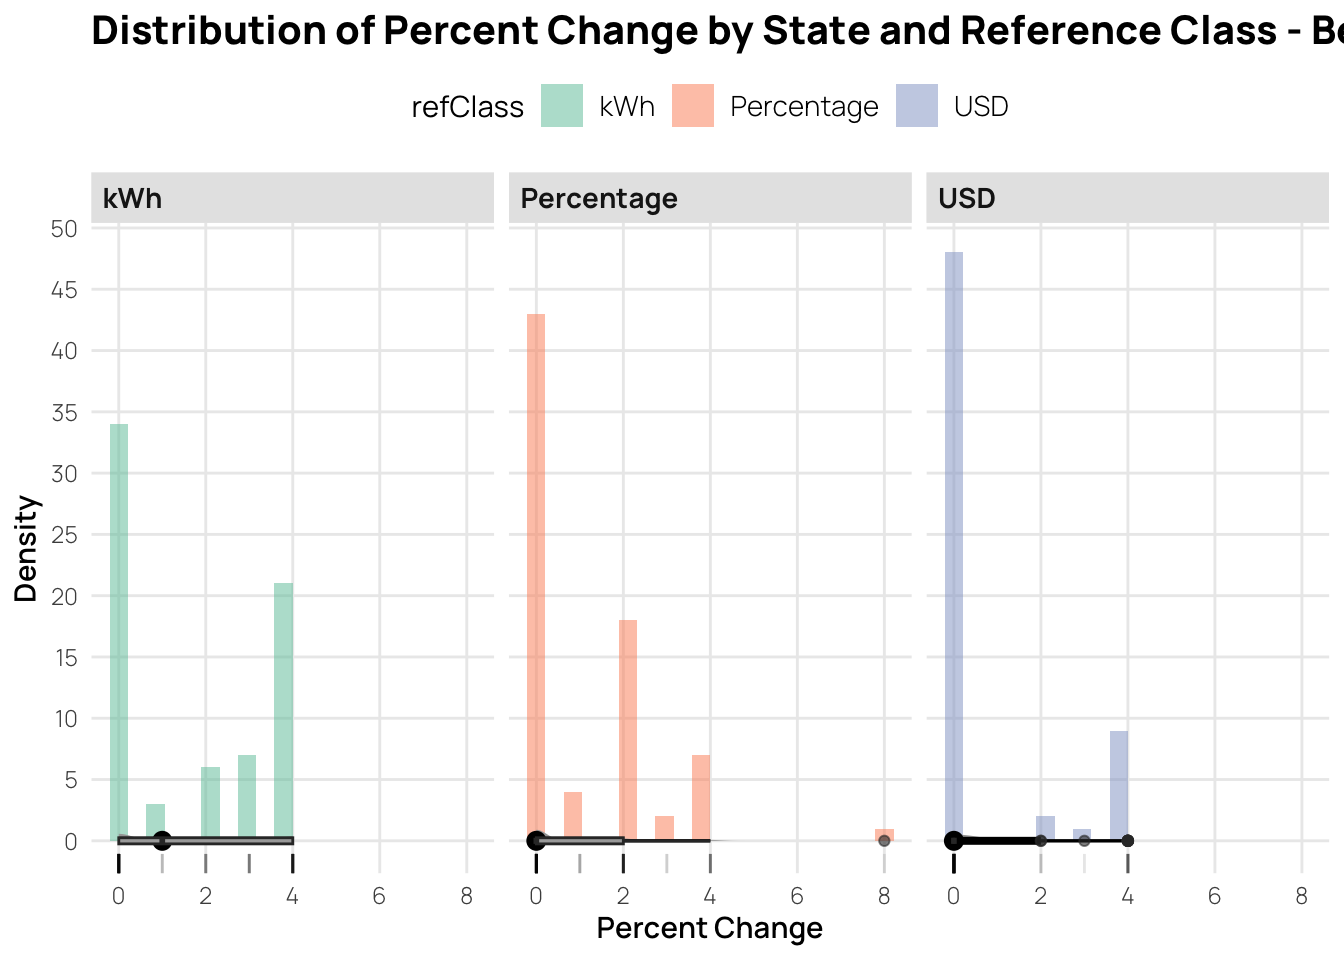 Distribution of Percent Change by State and Reference Class - Be
refClass kWh Percentage USD
kWh Percentage USD
50
45
40
35
30
25
20
15
10
5
0
Density
0 2 4 6 8 0 2 4 6 8 0 2 4 6 8
Percent Change